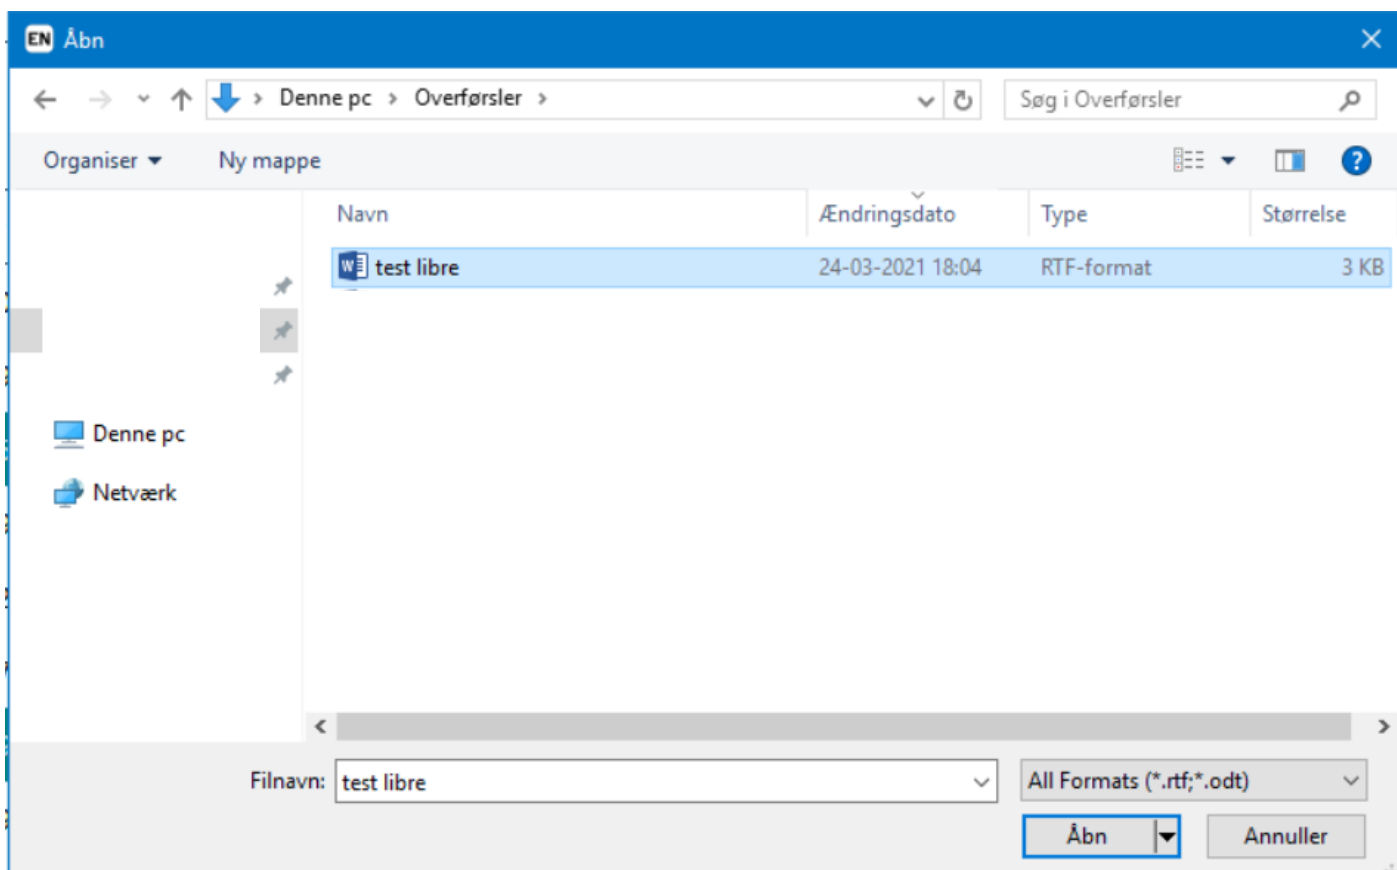 EN Åbn
Denne pc > Overførsler >
Søg i Overførsler
Organiser Ny mappe
?
Navn Ændringsdato Type Størrelse
test libre 24-03-2021 18:04 RTF-format 3 KB
Denne pc
Netværk
Filnavn: test libre All Formats (*.rtf;*.odt)
Åbn Annuller